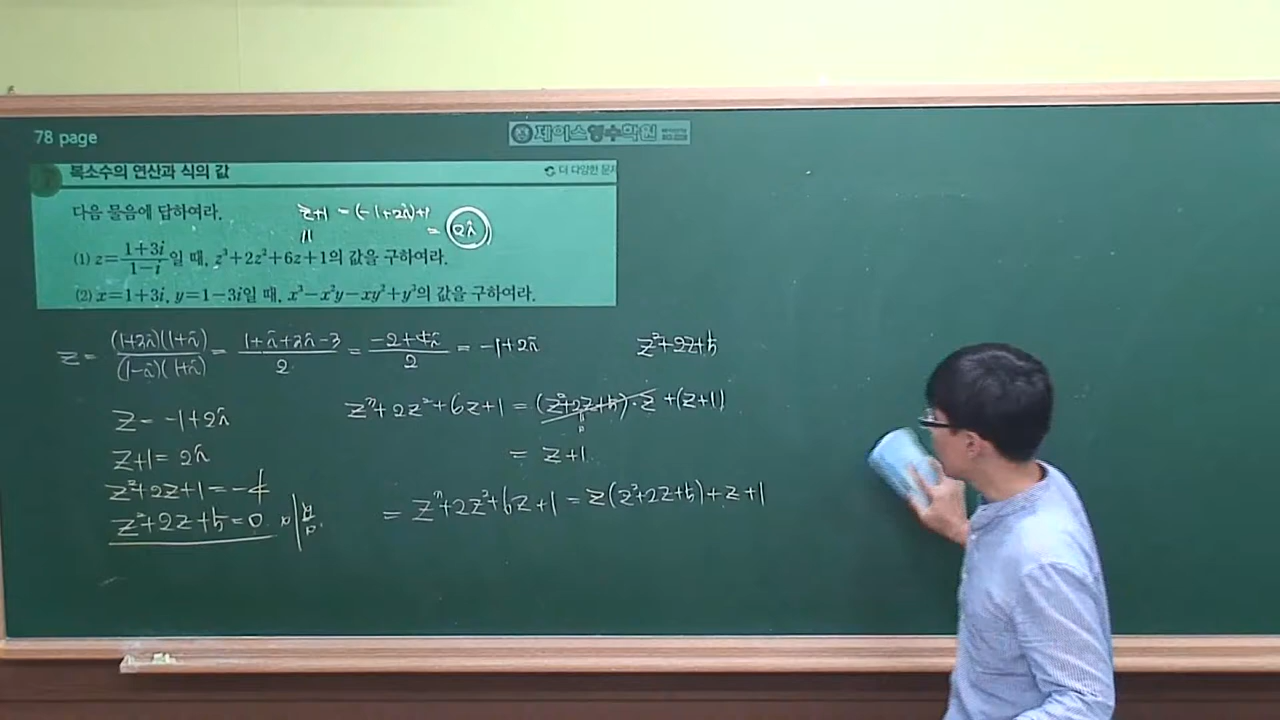 78 page
제이스영수학원
복소수의 연산과 식의 값
더 다양한 문제
다음 물음에 답하여라.
z+1 = (-1+2i)+1
= 2i
(1) z=(1+3i)/(1-i)일 때, z³+2z²+6z+1의 값을 구하여라.
(2) x=1+3i, y=1-3i일 때, x³-x²y-xy²+y³의 값을 구하여라.
z = (1+3i)(1+i)/(1-i)(1+i) = (1+i+3i-3)/2 = (-2+4i)/2 = -1+2i
z²+2z+5
z³+2z²+6z+1 = (z²+2z+5)·z+(z+1)
z = -1+2i
= z+1
z+1 = 2i
z²+2z+1 = -4
= z³+2z²+6z+1 = z(z²+2z+5)+z+1
z²+2z+5 = 0